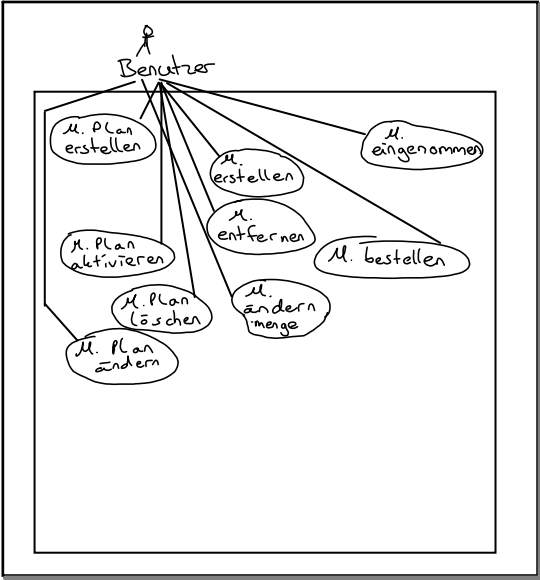 Benutzer
M. Plan
erstellen
M.
eingenommen
M.
erstellen
M.
entfernen
M. Plan
aktivieren
M. bestellen
M. Plan
löschen
M.
ändern
menge
M. Plan
ändern